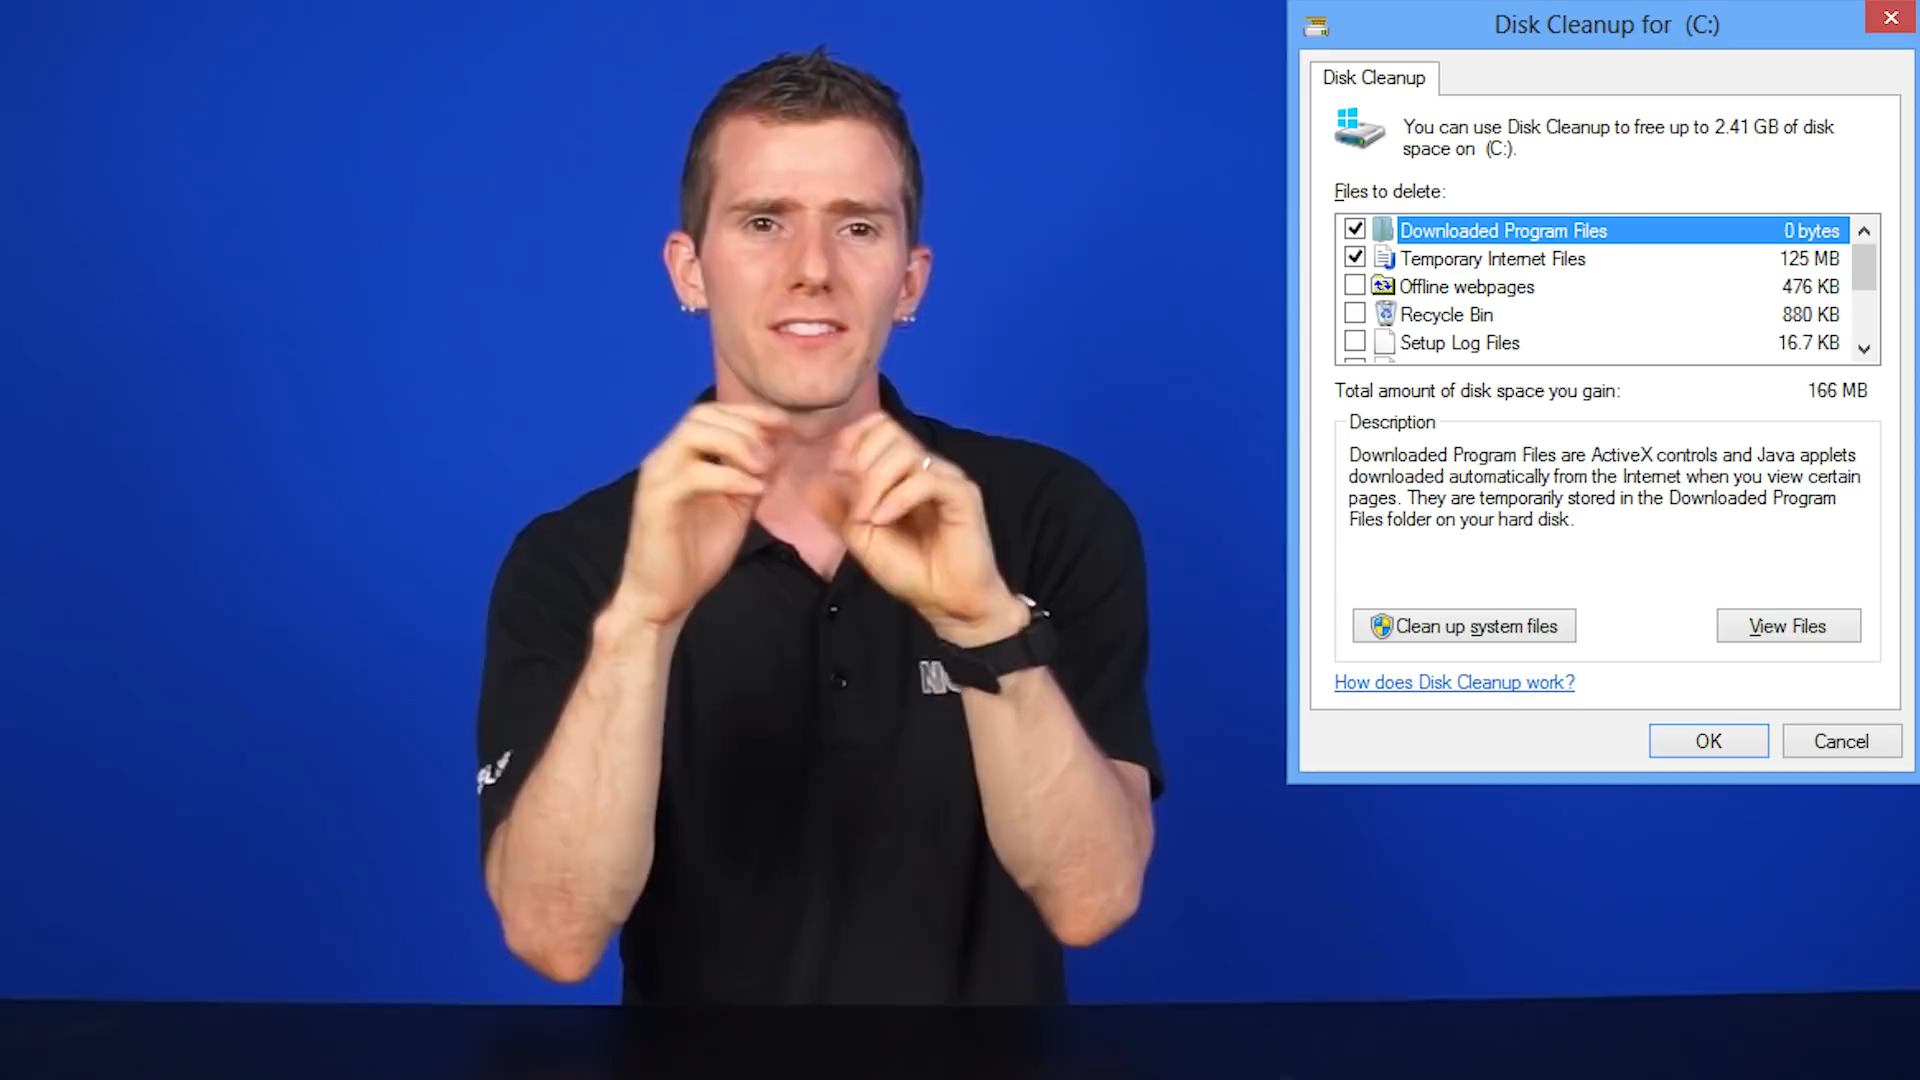 Disk Cleanup for (C:)
Disk Cleanup
You can use Disk Cleanup to free up to 2.41 GB of disk
space on (C:).
Files to delete:
Downloaded Program Files 0 bytes
Temporary Internet Files 125 MB
Offline webpages 476 KB
Recycle Bin 880 KB
Setup Log Files 16.7 KB
Total amount of disk space you gain: 166 MB
Description
Downloaded Program Files are ActiveX controls and Java applets
downloaded automatically from the Internet when you view certain
pages. They are temporarily stored in the Downloaded Program
Files folder on your hard disk.
Clean up system files
View Files
How does Disk Cleanup work?
OK
Cancel